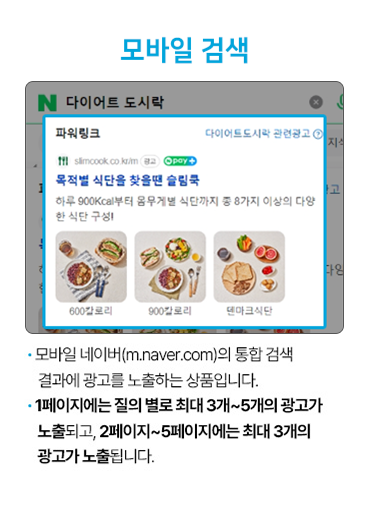 모바일 검색
N 다이어트 도시락
파워링크 다이어트도시락 관련광고
slimcook.co.kr/m 광고 pay +
목적별 식단을 찾을땐 슬림쿡
하루 900Kcal부터 몸무게별 식단까지 총 8가지 이상의 다양
한 식단 구성!
600칼로리 900칼로리 덴마크식단
· 모바일 네이버(m.naver.com)의 통합 검색
결과에 광고를 노출하는 상품입니다.
· 1페이지에는 질의 별로 최대 3개~5개의 광고가
노출되고, 2페이지~5페이지에는 최대 3개의
광고가 노출됩니다.